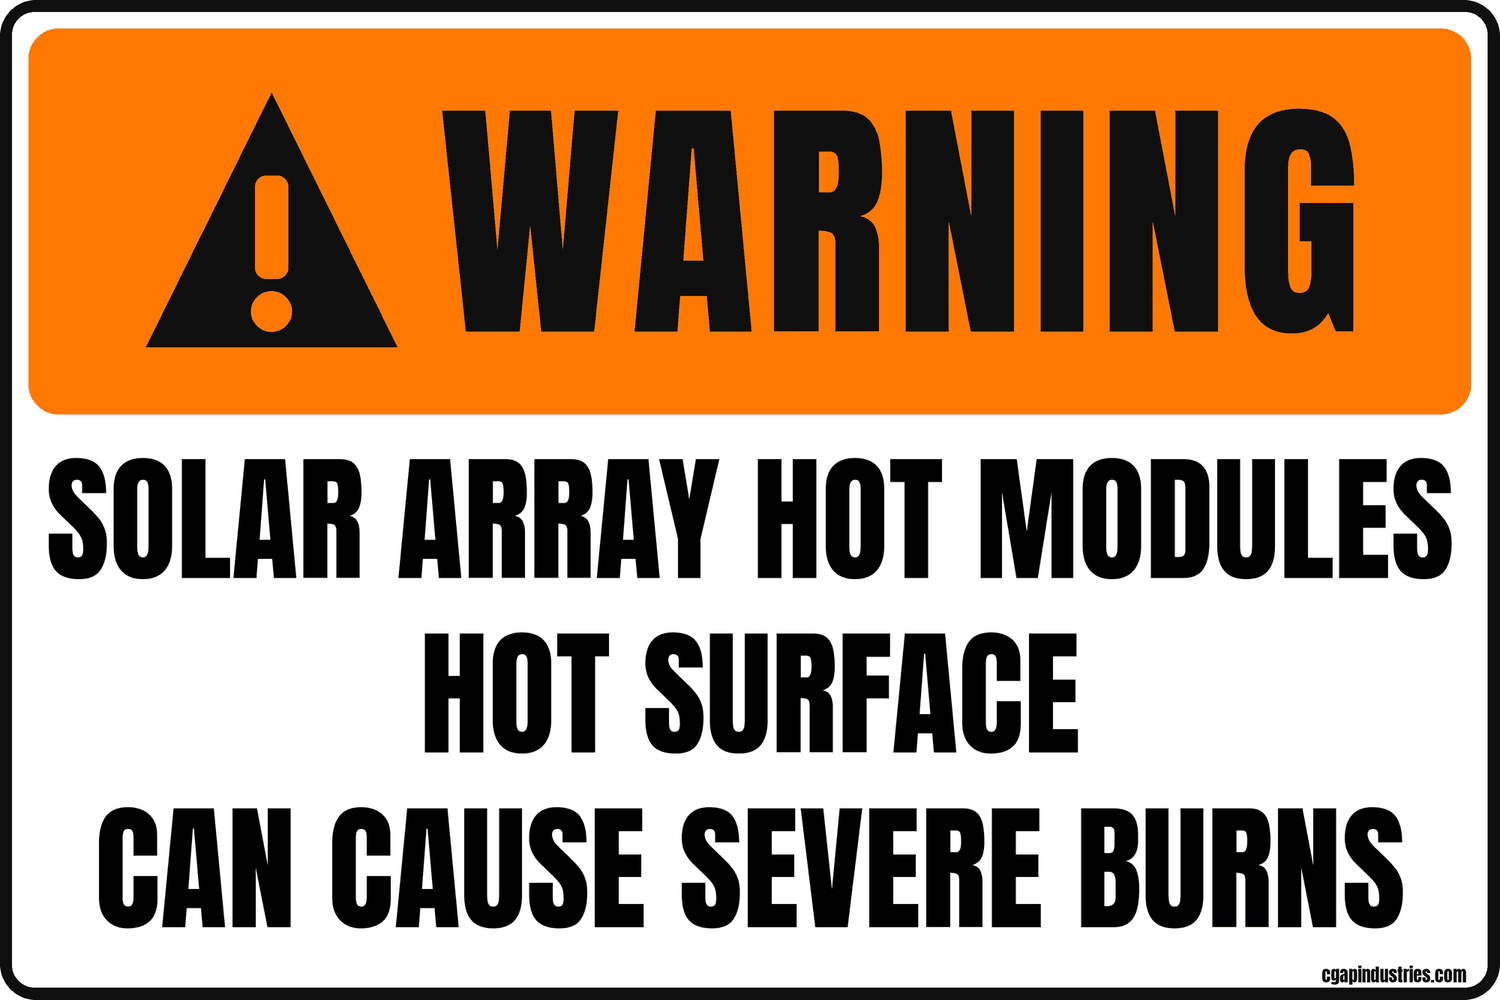 WARNING
SOLAR ARRAY HOT MODULES
HOT SURFACE
CAN CAUSE SEVERE BURNS
cgapindustries.com